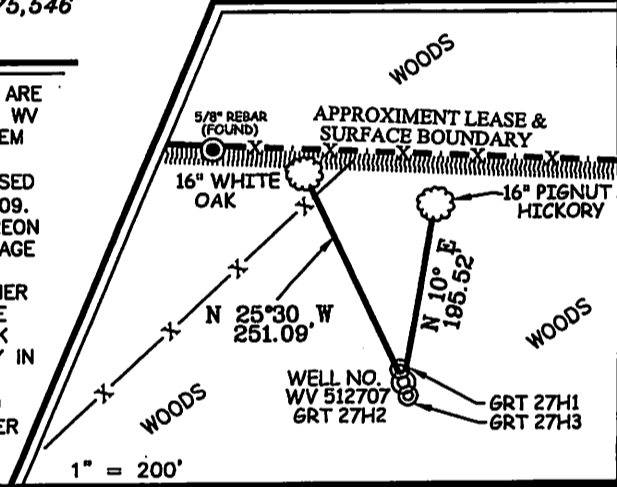 75,546
ARE
WV
EM
SED
09.
EON
AGE
ER
E
K
IN
ER
WOODS
5/8" REBAR
(FOUND)
APPROXIMENT LEASE &
SURFACE BOUNDARY
16" WHITE
OAK
16" PIGNUT
HICKORY
N 25°30' W
251.09'
N 10° E
195.52'
WOODS
WELL NO.
WV 512707
GRT 27H2
GRT 27H1
GRT 27H3
WOODS
1" = 200'